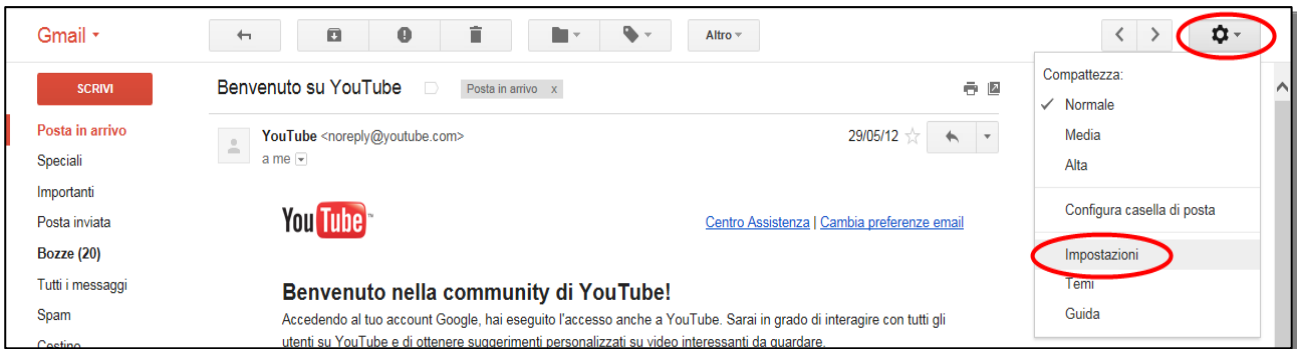 Gmail
Altro
SCRIVI
Benvenuto su YouTube
Posta in arrivo x
Compattezza:
Normale
Media
Alta
Configura casella di posta
Impostazioni
Temi
Guida
Posta in arrivo
Speciali
Importanti
Posta inviata
Bozze (20)
Tutti i messaggi
Spam
Cestino
YouTube <noreply@youtube.com>
29/05/12
a me
YouTube™
Centro Assistenza | Cambia preferenze email
Benvenuto nella community di YouTube!
Accedendo al tuo account Google, hai eseguito l'accesso anche a YouTube. Sarai in grado di interagire con tutti gli
utenti su YouTube e di ottenere suggerimenti personalizzati su video interessanti da guardare.